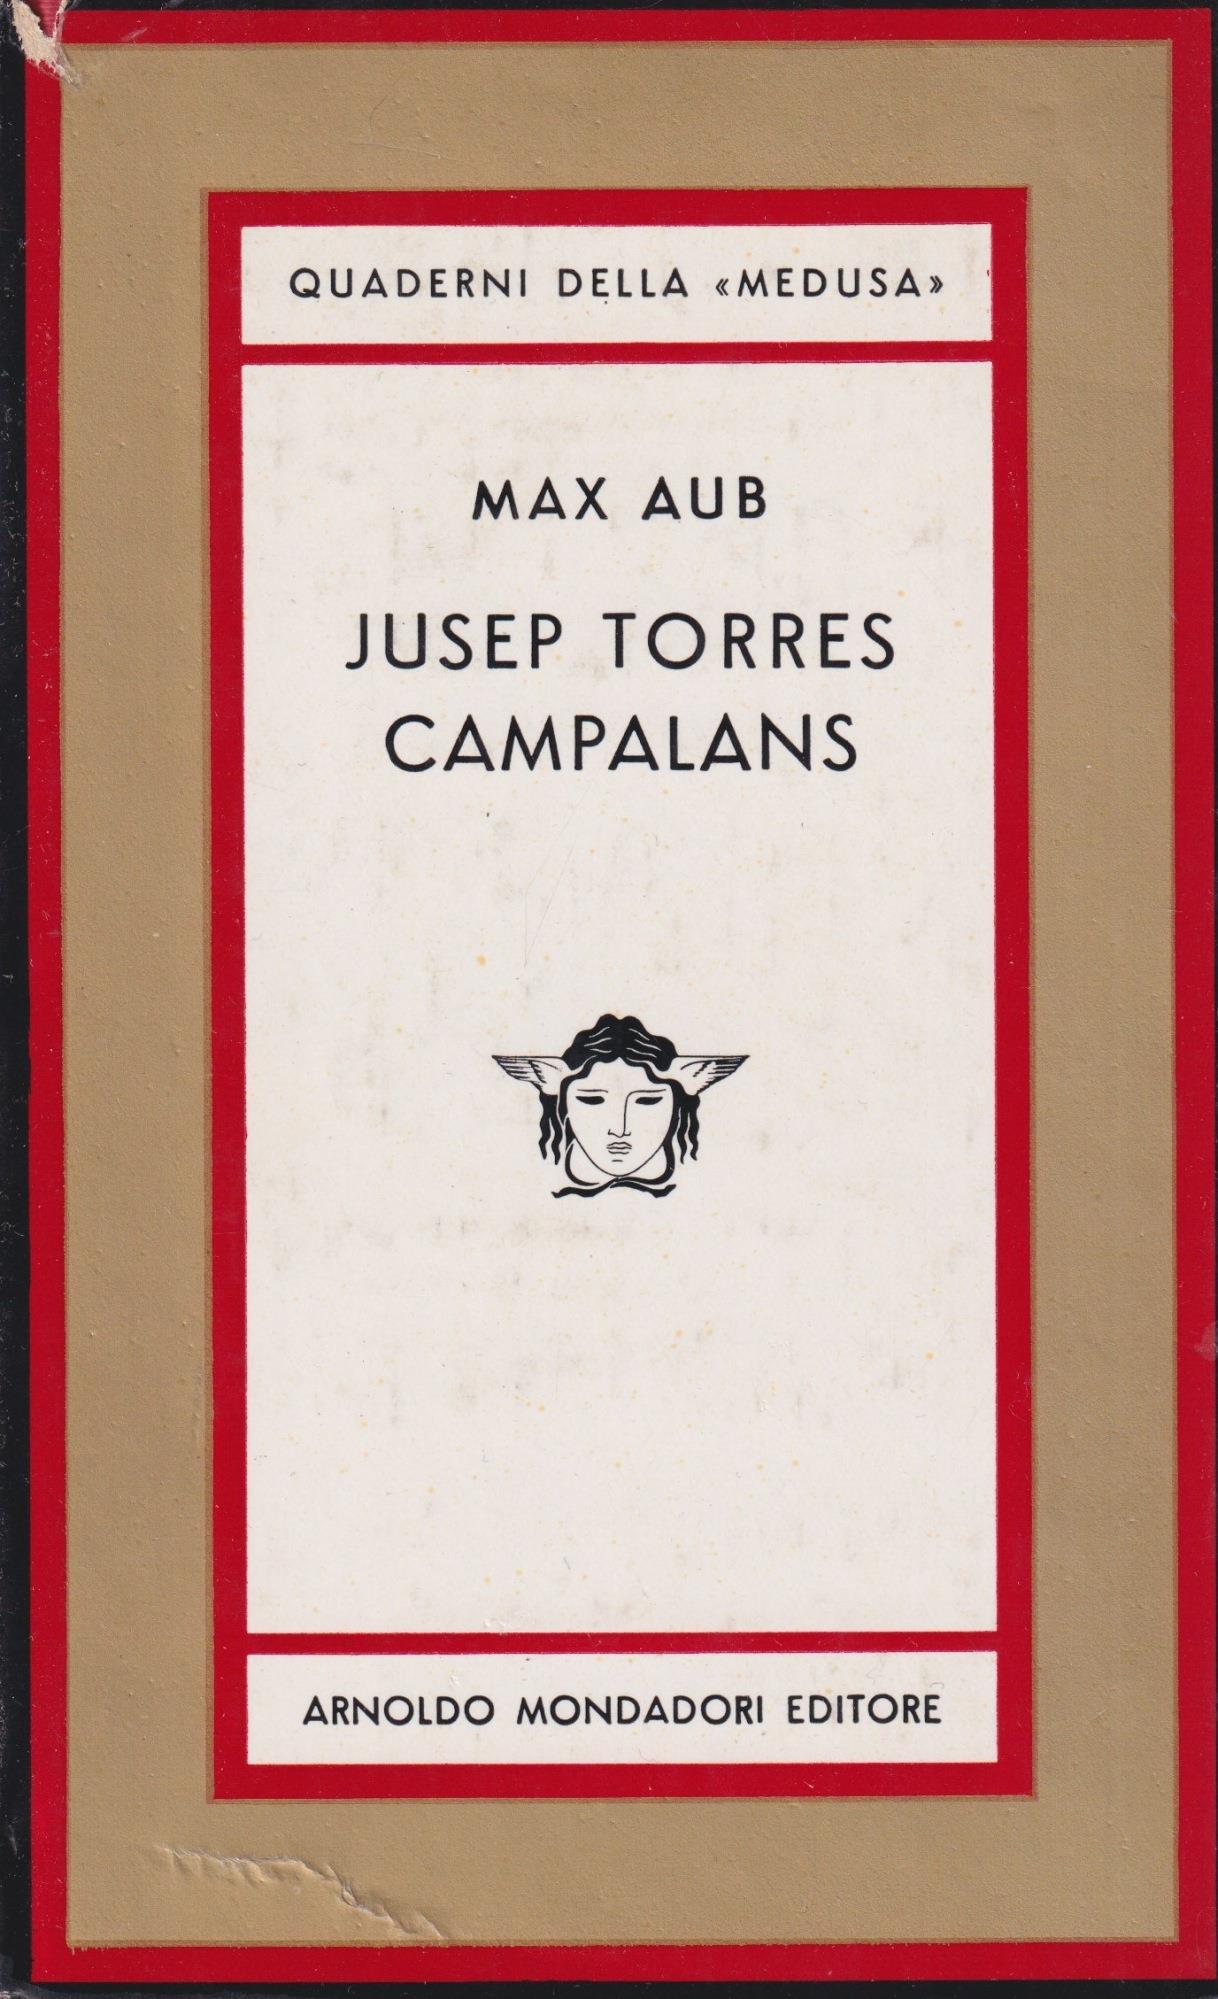 QUADERNI DELLA «MEDUSA»
MAX AUB
JUSEP TORRES
CAMPALANS
ARNOLDO MONDADORI EDITORE